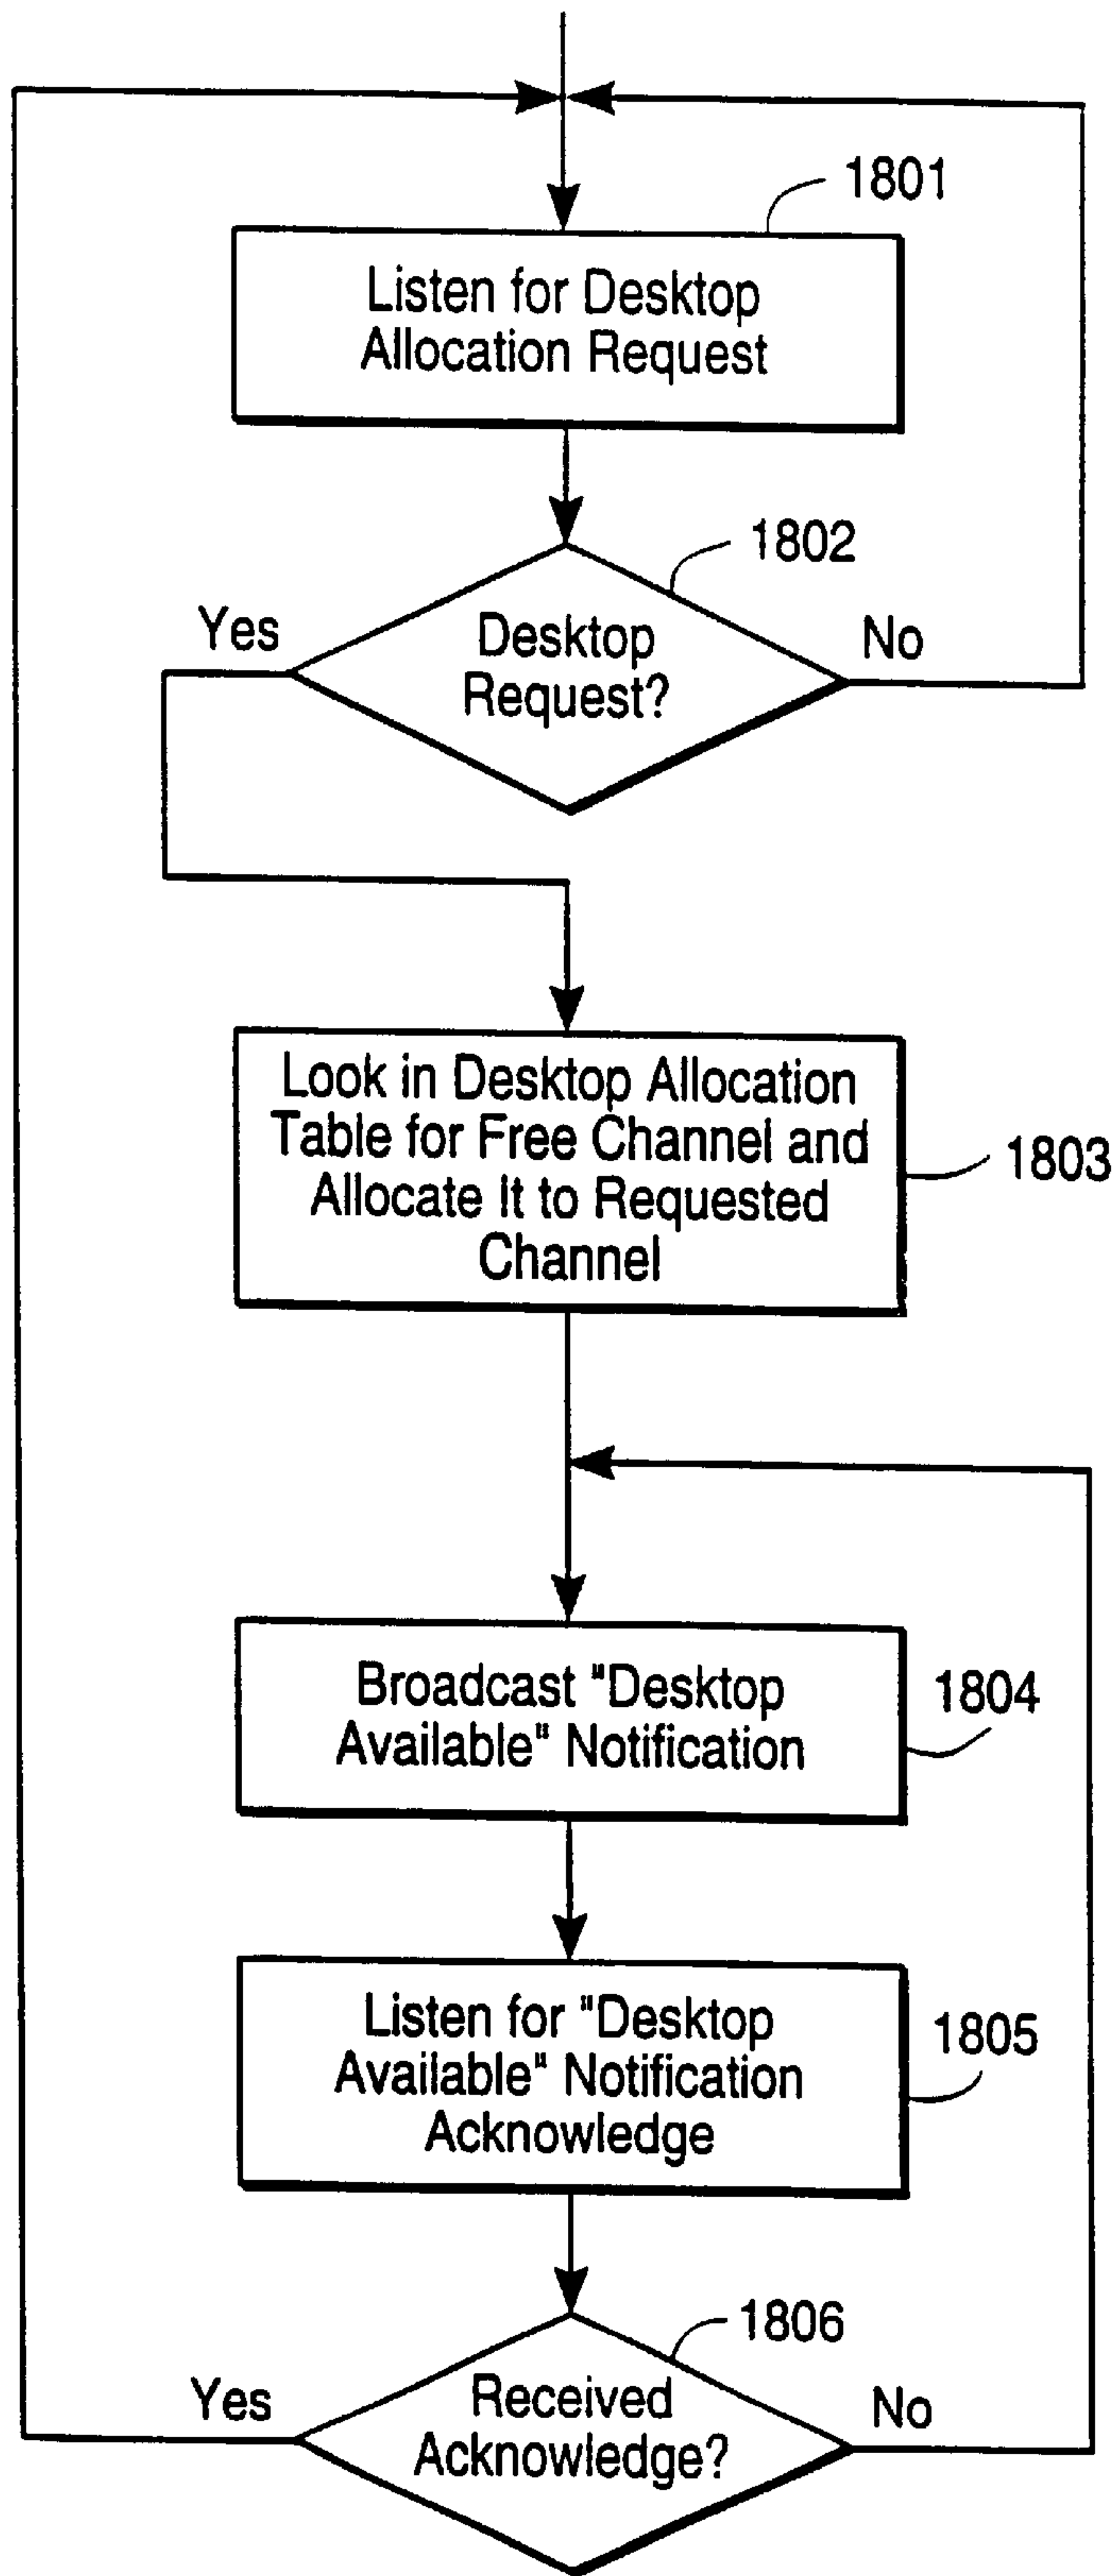 1801
Listen for Desktop
Allocation Request
1802
Yes
Desktop
Request?
No
Look in Desktop Allocation
Table for Free Channel and
Allocate It to Requested
Channel
1803
Broadcast "Desktop
Available" Notification
1804
Listen for "Desktop
Available" Notification
Acknowledge
1805
1806
Yes
Received
Acknowledge?
No